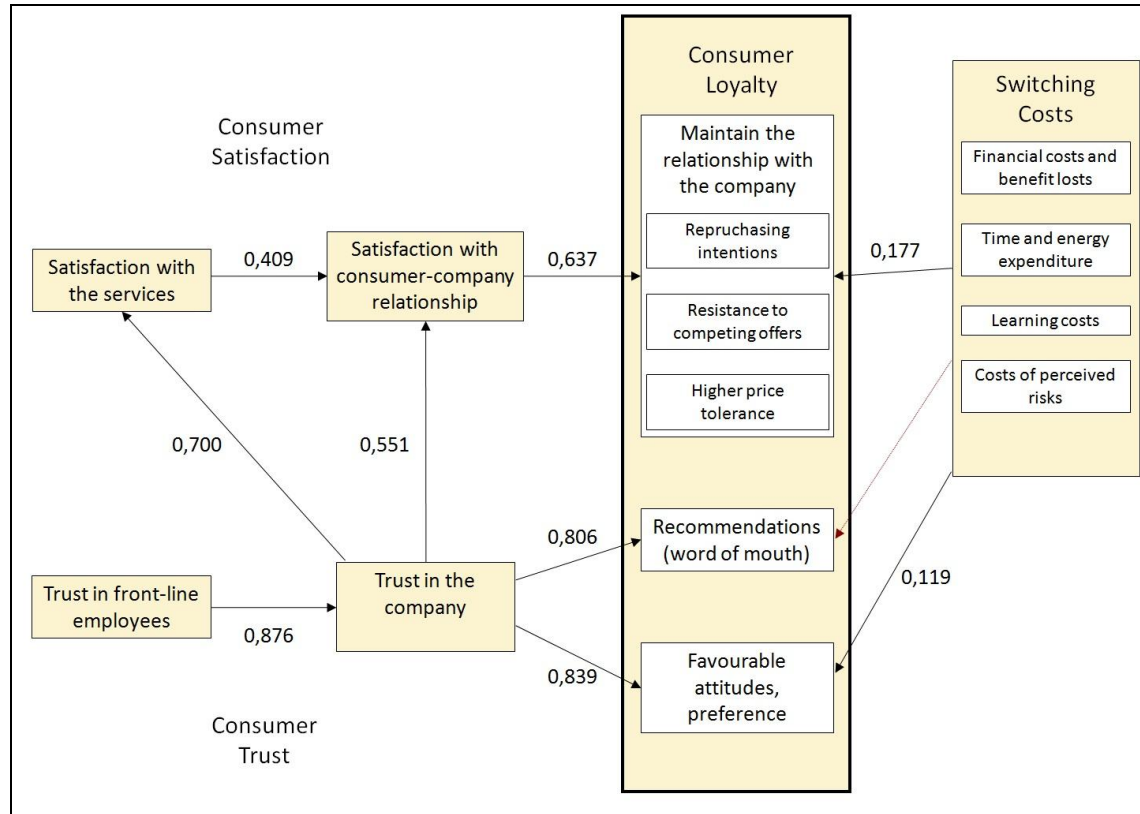 Consumer
Satisfaction
Satisfaction with
the services
0,409
Satisfaction with
consumer-company
relationship
0,637
0,700
0,551
Trust in front-line
employees
0,876
Trust in the
company
0,806
0,839
Consumer
Trust
Consumer
Loyalty
Maintain the
relationship with
the company
Repruchasing
intentions
Resistance to
competing offers
Higher price
tolerance
Recommendations
(word of mouth)
Favourable
attitudes,
preference
0,177
0,119
Switching
Costs
Financial costs and
benefit losts
Time and energy
expenditure
Learning costs
Costs of perceived
risks